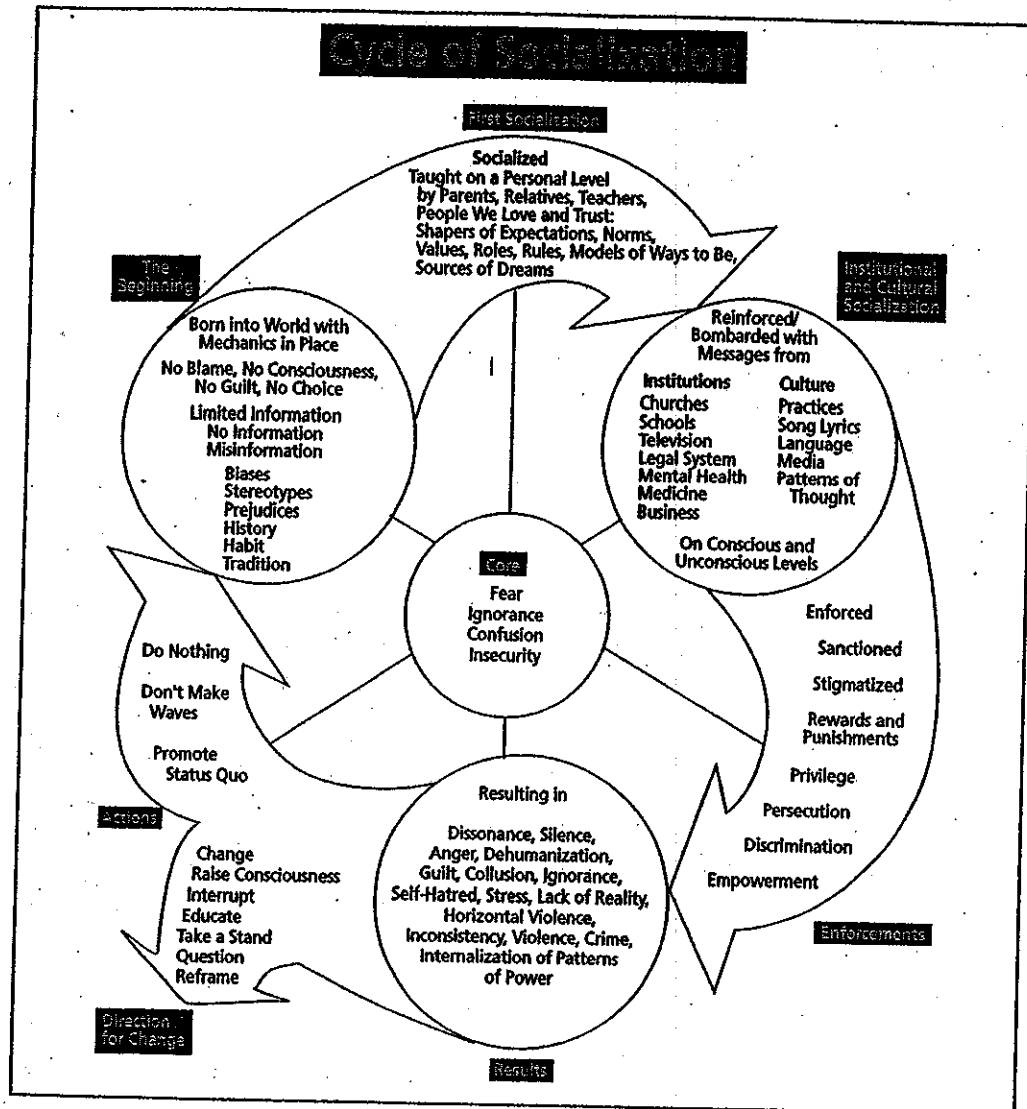 Cycle of Socialization
First Socialization
Socialized
Taught on a Personal Level
by Parents, Relatives, Teachers,
People We Love and Trust:
Shapers of Expectations, Norms,
Values, Roles, Rules, Models of Ways to Be,
Sources of Dreams
The
Beginning
Born into World with
Mechanics in Place
No Blame, No Consciousness,
No Guilt, No Choice
Limited Information
No Information
Misinformation
Biases
Stereotypes
Prejudices
History
Habit
Tradition
Institutional
and Cultural
Socialization
Reinforced/
Bombarded with
Messages from
Institutions
Churches
Schools
Television
Legal System
Mental Health
Medicine
Business
Culture
Practices
Song Lyrics
Language
Media
Patterns of
Thought
On Conscious and
Unconscious Levels
Core
Fear
Ignorance
Confusion
Insecurity
Enforced
Sanctioned
Stigmatized
Rewards and
Punishments
Privilege
Persecution
Discrimination
Empowerment
Enforcements
Resulting in
Dissonance, Silence,
Anger, Dehumanization,
Guilt, Collusion, Ignorance,
Self-Hatred, Stress, Lack of Reality,
Horizontal Violence,
Inconsistency, Violence, Crime,
Internalization of Patterns
of Power
Results
Do Nothing
Don't Make
Waves
Promote
Status Quo
Actions
Change
Raise Consciousness
Interrupt
Educate
Take a Stand
Question
Reframe
Direction
for Change